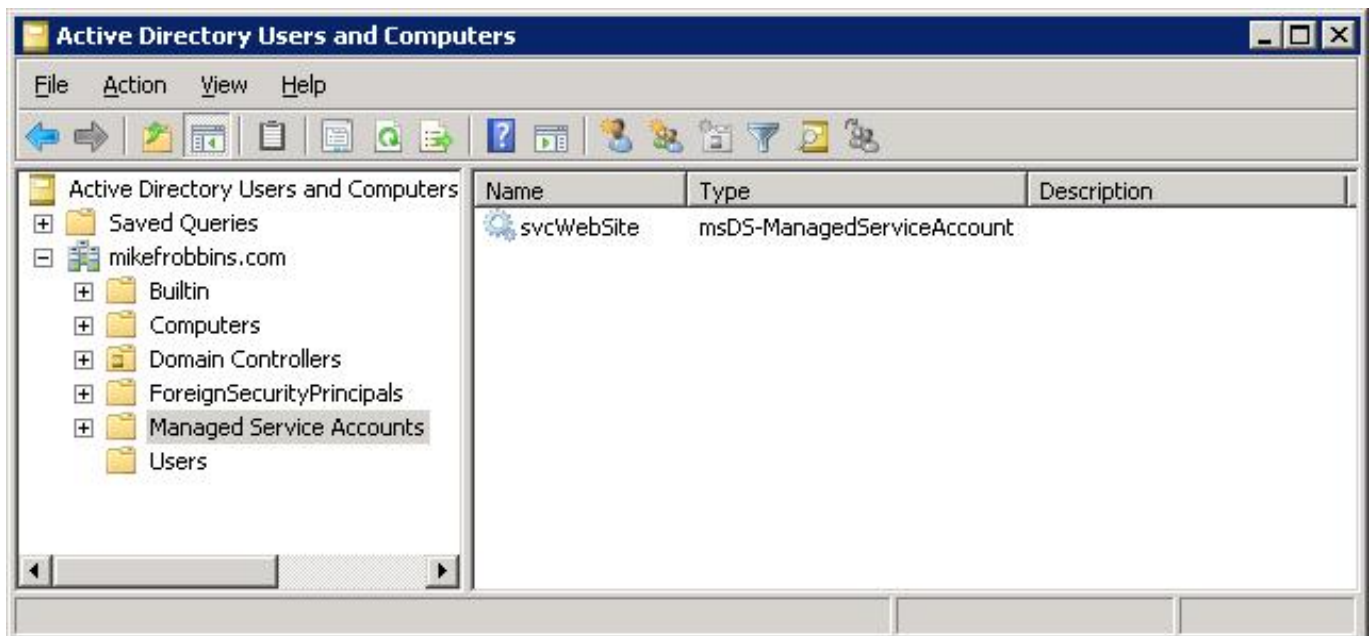 Active Directory Users and Computers
File Action View Help
Active Directory Users and Computers
Saved Queries
mikefrobbins.com
Builtin
Computers
Domain Controllers
ForeignSecurityPrincipals
Managed Service Accounts
Users
Name Type Description
svcWebSite msDS-ManagedServiceAccount